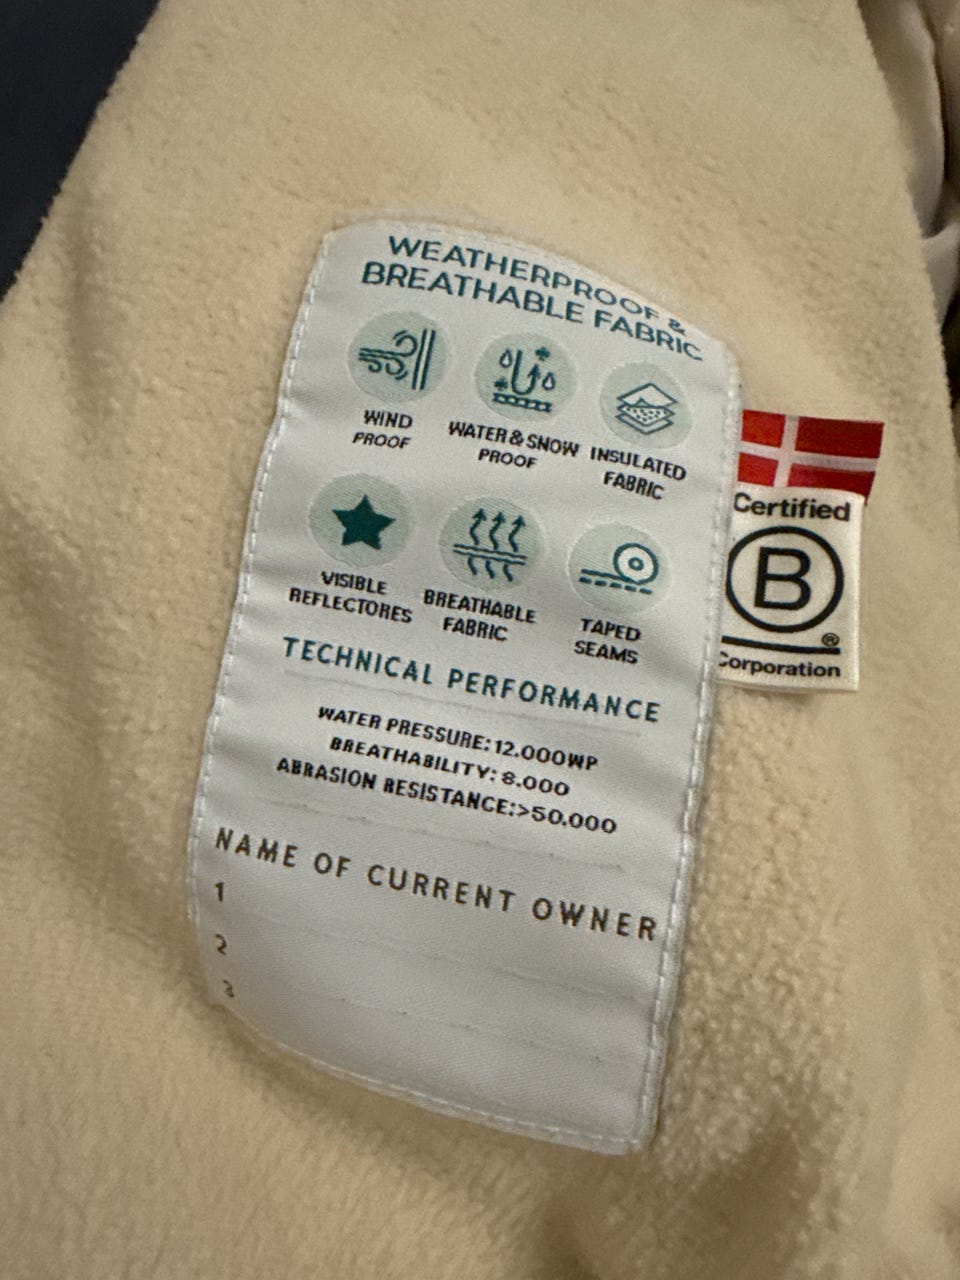 WEATHERPROOF &
BREATHABLE FABRIC
WIND
PROOF
WATER & SNOW
PROOF
INSULATED
FABRIC
VISIBLE
REFLECTORES
BREATHABLE
FABRIC
TAPED
SEAMS
TECHNICAL PERFORMANCE
WATER PRESSURE: 12.000WP
BREATHABILITY: 8.000
ABRASION RESISTANCE:>50.000
NAME OF CURRENT OWNER
1
2
3
Certified
B
®
Corporation